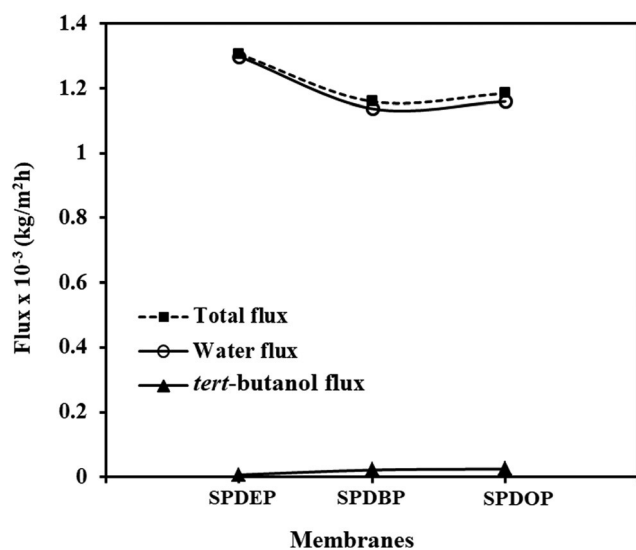 1.4
1.2
1
0.8
0.6
0.4
0.2
0
Flux x 10⁻³ (kg/m²h)
Total flux
Water flux
tert-butanol flux
SPDEP SPDBP SPDOP
Membranes